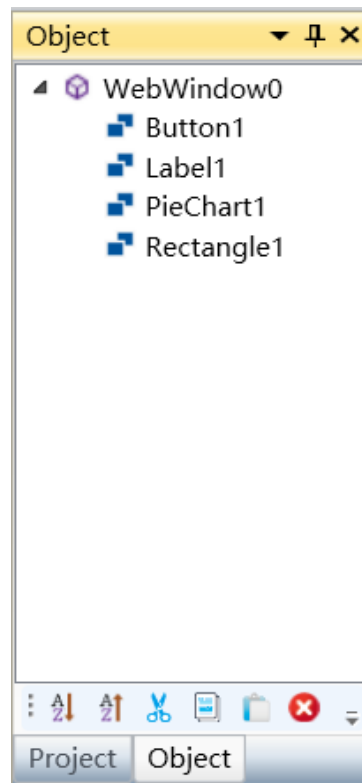 Object
WebWindow0
Button1
Label1
PieChart1
Rectangle1
Project Object